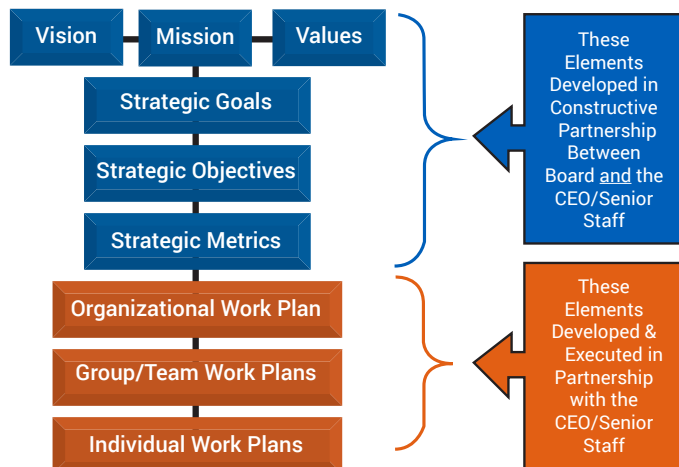 Vision
Mission
Values
Strategic Goals
Strategic Objectives
Strategic Metrics
Organizational Work Plan
Group/Team Work Plans
Individual Work Plans
These
Elements
Developed in
Constructive
Partnership
Between
Board and the
CEO/Senior
Staff
These
Elements
Developed &
Executed in
Partnership
with the
CEO/Senior
Staff